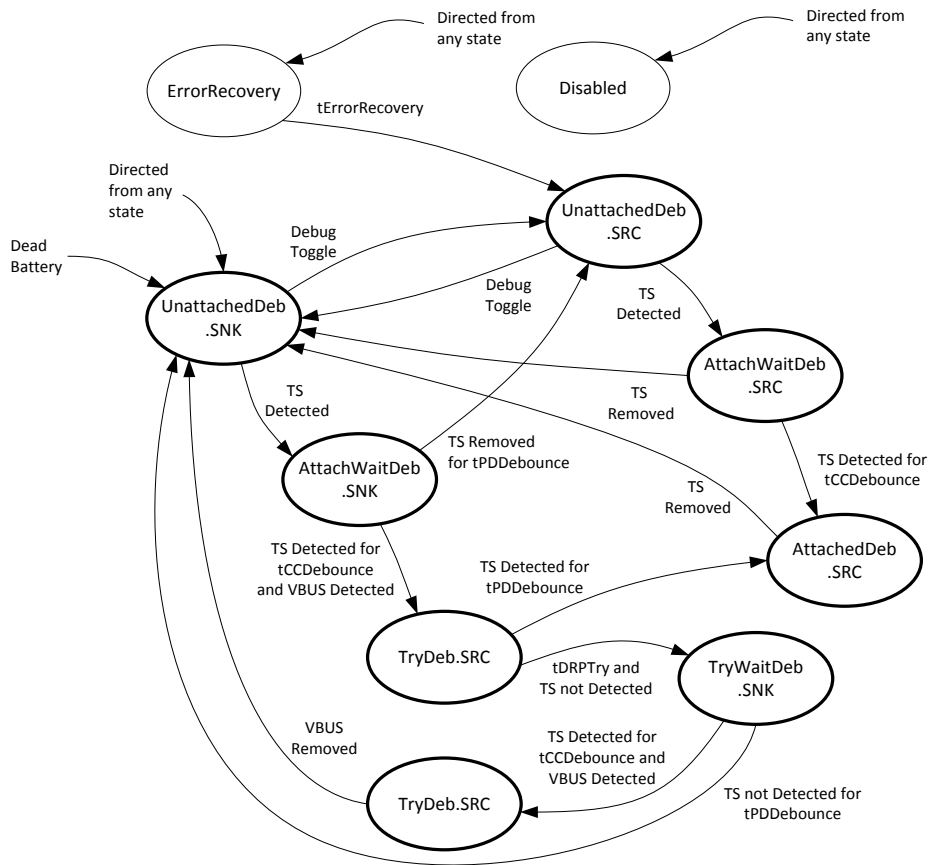 Directed from
any state
Directed from
any state
ErrorRecovery
Disabled
tErrorRecovery
Directed
from any
state
UnattachedDeb
.SRC
Dead
Battery
Debug
Toggle
UnattachedDeb
.SNK
Debug
Toggle
TS
Detected
AttachWaitDeb
.SRC
TS
Detected
TS
Removed
TS Removed
for tPDDebounce
AttachWaitDeb
.SNK
TS Detected for
tCCDebounce
TS
Removed
AttachedDeb
.SRC
TS Detected for
tCCDebounce
and VBUS Detected
TS Detected for
tPDDebounce
TryDeb.SRC
tDRPTry and
TS not Detected
TryWaitDeb
.SNK
VBUS
Removed
TS Detected for
tCCDebounce and
VBUS Detected
TryDeb.SRC
TS not Detected for
tPDDebounce